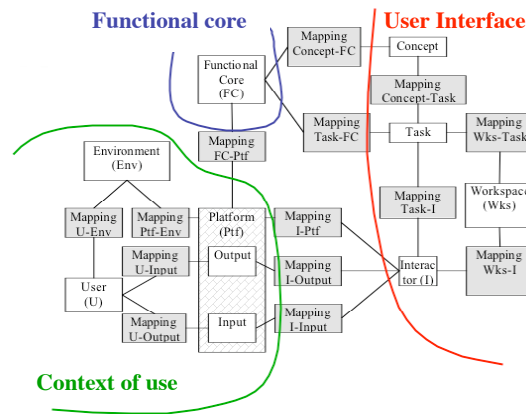 Functional core
User Interface
Mapping
Concept-FC
Concept
Functional
Core
(FC)
Mapping
Concept-Task
Mapping
Task-FC
Task
Mapping
Wks-Task
Mapping
FC-Ptf
Environment
(Env)
Mapping
Task-I
Workspace
(Wks)
Mapping
U-Env
Mapping
Ptf-Env
Platform
(Ptf)
Mapping
I-Ptf
Mapping
U-Input
Output
Mapping
I-Output
Interac
tor (I)
Mapping
Wks-I
User
(U)
Mapping
U-Output
Input
Mapping
I-Input
Context of use